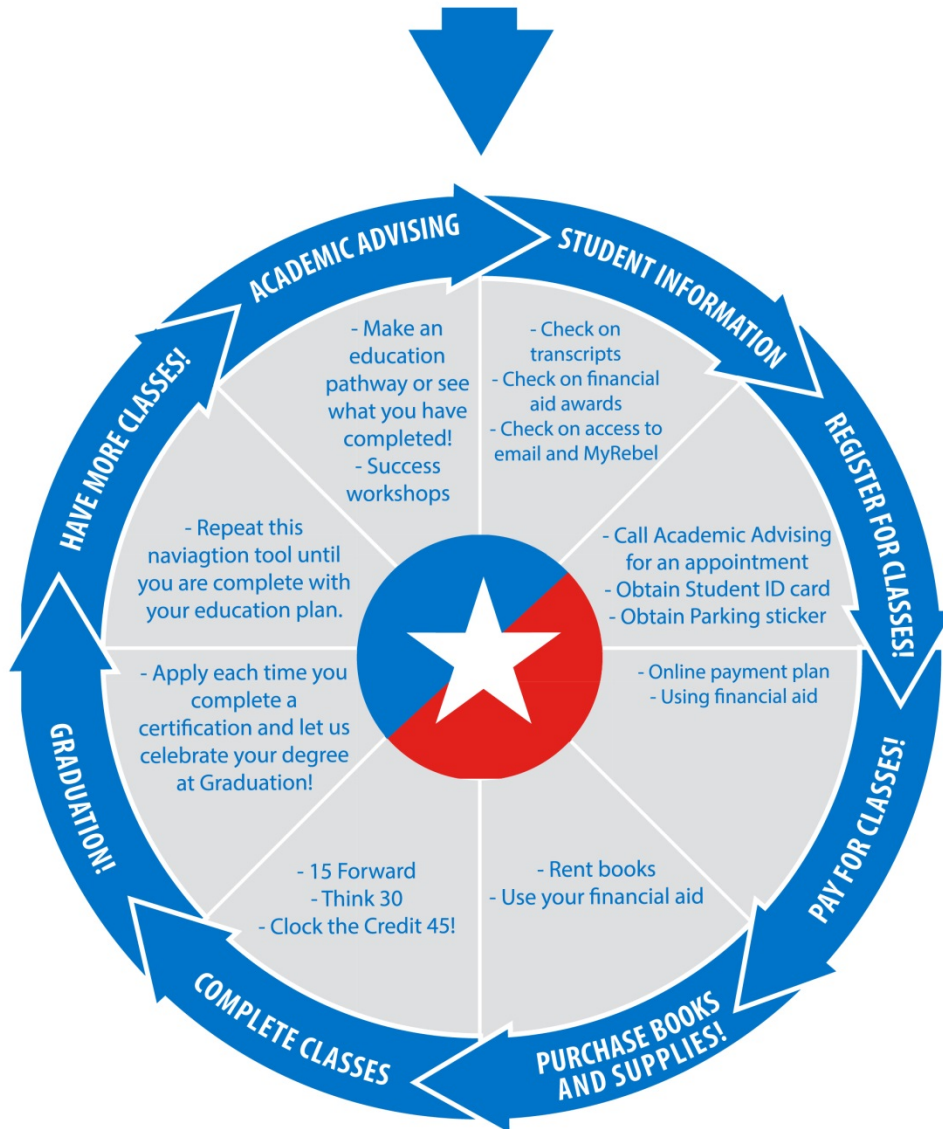 STUDENT INFORMATION
- Check on
transcripts
- Check on financial
aid awards
- Check on access to
email and MyRebel
REGISTER FOR CLASSES!
- Call Academic Advising
for an appointment
- Obtain Student ID card
- Obtain Parking sticker
PAY FOR CLASSES!
- Online payment plan
- Using financial aid
PURCHASE BOOKS
AND SUPPLIES!
- Rent books
- Use your financial aid
COMPLETE CLASSES
- 15 Forward
- Think 30
- Clock the Credit 45!
GRADUATION!
- Apply each time you
complete a
certification and let us
celebrate your degree
at Graduation!
HAVE MORE CLASSES!
- Repeat this
naviagtion tool until
you are complete with
your education plan.
ACADEMIC ADVISING
- Make an
education
pathway or see
what you have
completed!
- Success
workshops